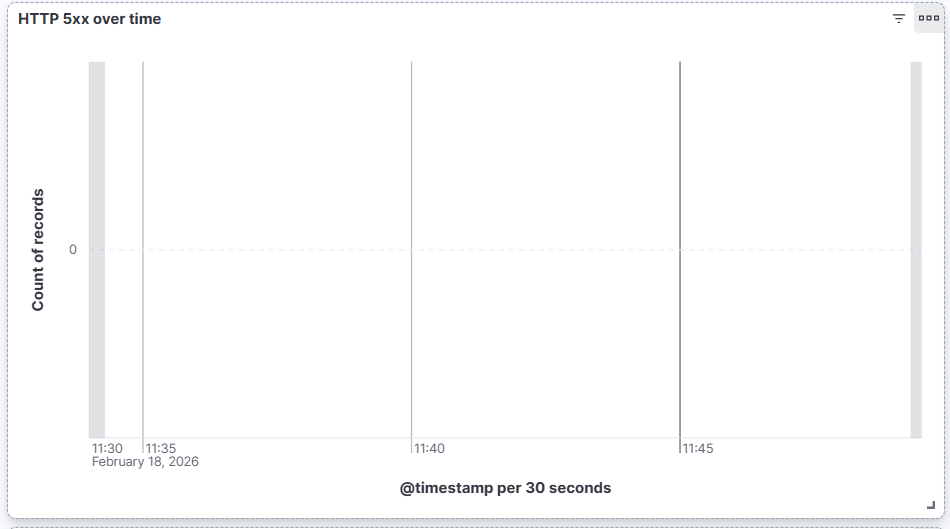 HTTP 5xx over time
Count of records
0
11:30 11:35 11:40 11:45
February 18, 2026
@timestamp per 30 seconds